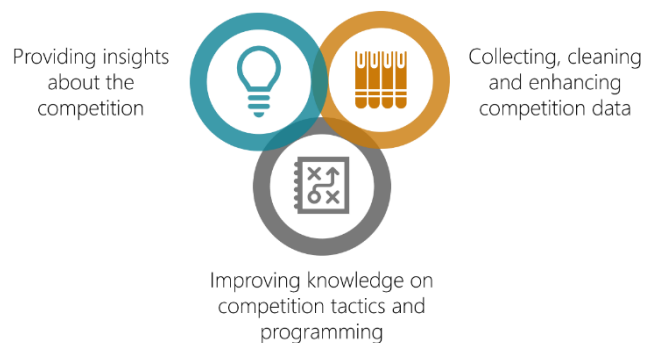 Providing insights
about the
competition
Collecting, cleaning
and enhancing
competition data
Improving knowledge on
competition tactics and
programming